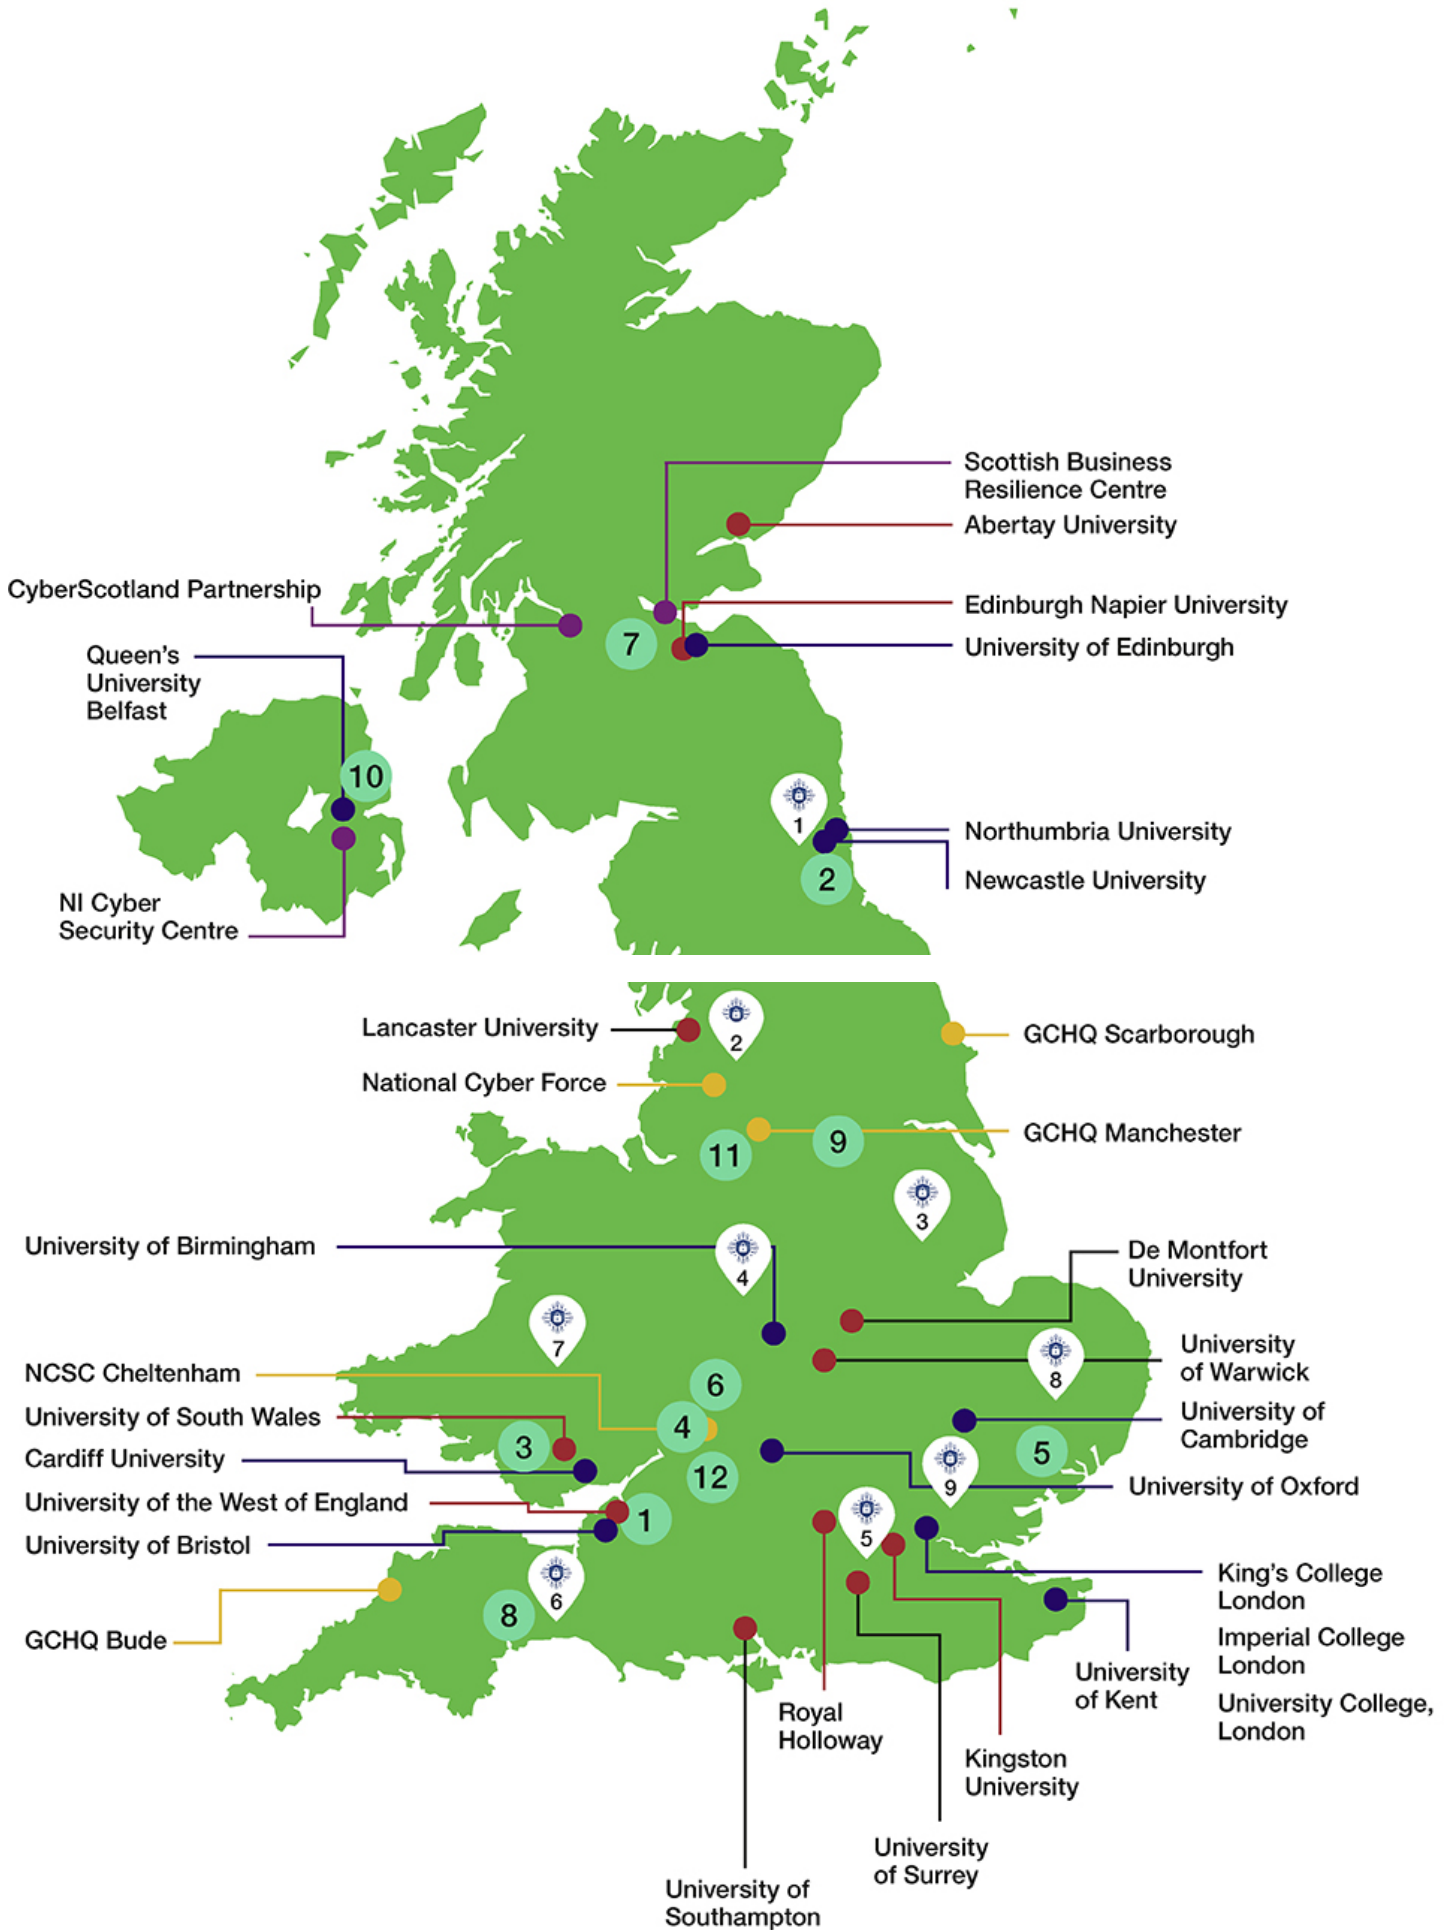 Scottish Business
Resilience Centre
Abertay University
CyberScotland Partnership
Edinburgh Napier University
7
University of Edinburgh
Queen's
University
Belfast
10
1
Northumbria University
2
Newcastle University
NI Cyber
Security Centre
Lancaster University
2
GCHQ Scarborough
National Cyber Force
GCHQ Manchester
11
9
3
University of Birmingham
4
De Montfort
University
7
University
of Warwick
8
NCSC Cheltenham
6
University of South Wales
4
University of
Cambridge
3
5
Cardiff University
12
9
University of Oxford
University of the West of England
1
5
University of Bristol
King's College
London
6
8
GCHQ Bude
Imperial College
London
University
of Kent
University College,
London
Royal
Holloway
Kingston
University
University
of Surrey
University of
Southampton